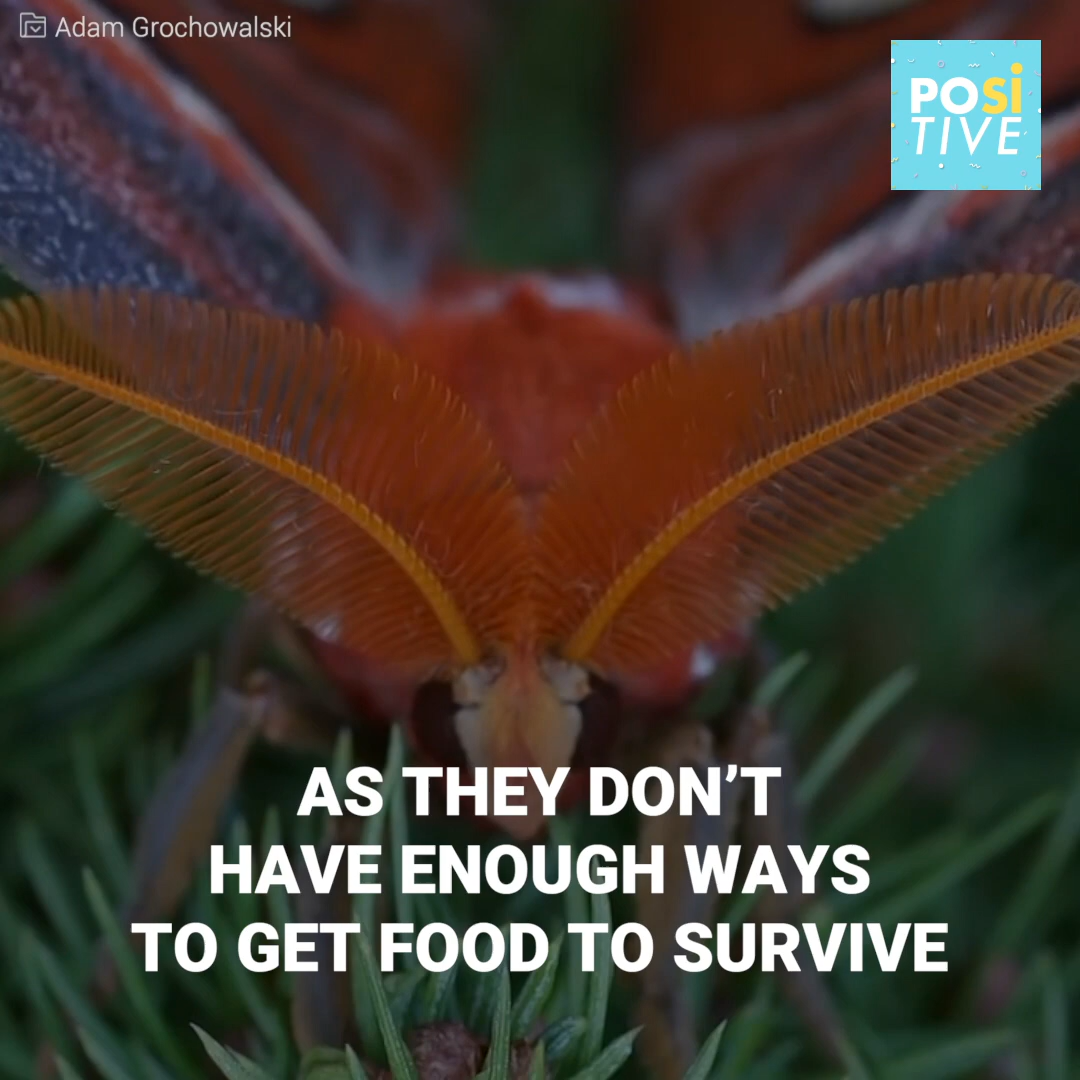 Adam Grochowalski
POSi
TIVE
AS THEY DON’T
HAVE ENOUGH WAYS
TO GET FOOD TO SURVIVE